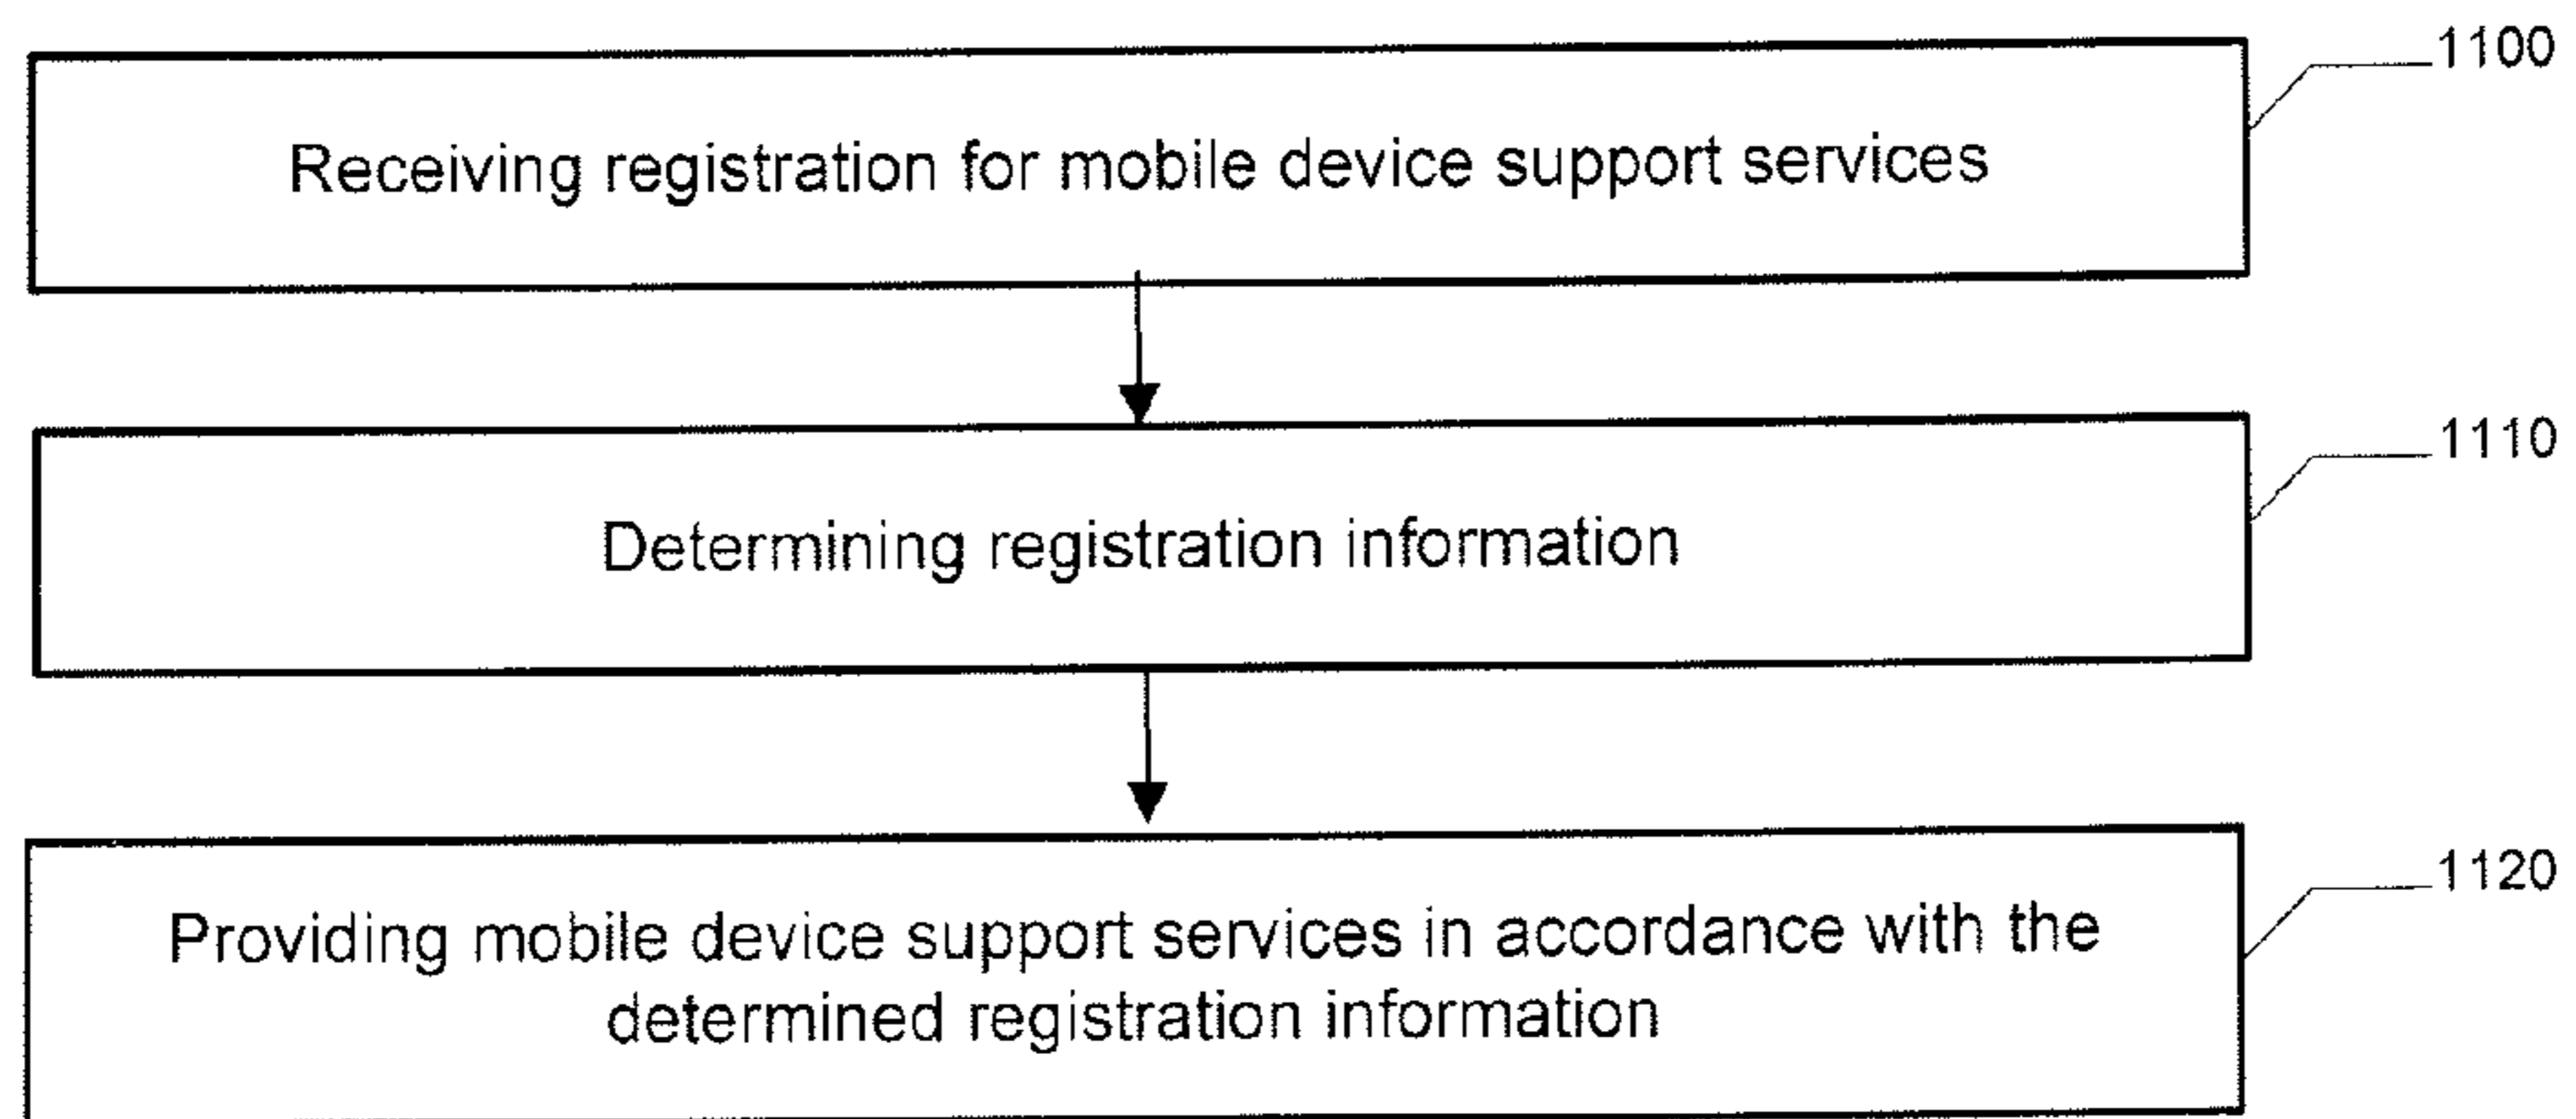 1100
Receiving registration for mobile device support services
1110
Determining registration information
1120
Providing mobile device support services in accordance with the
determined registration information